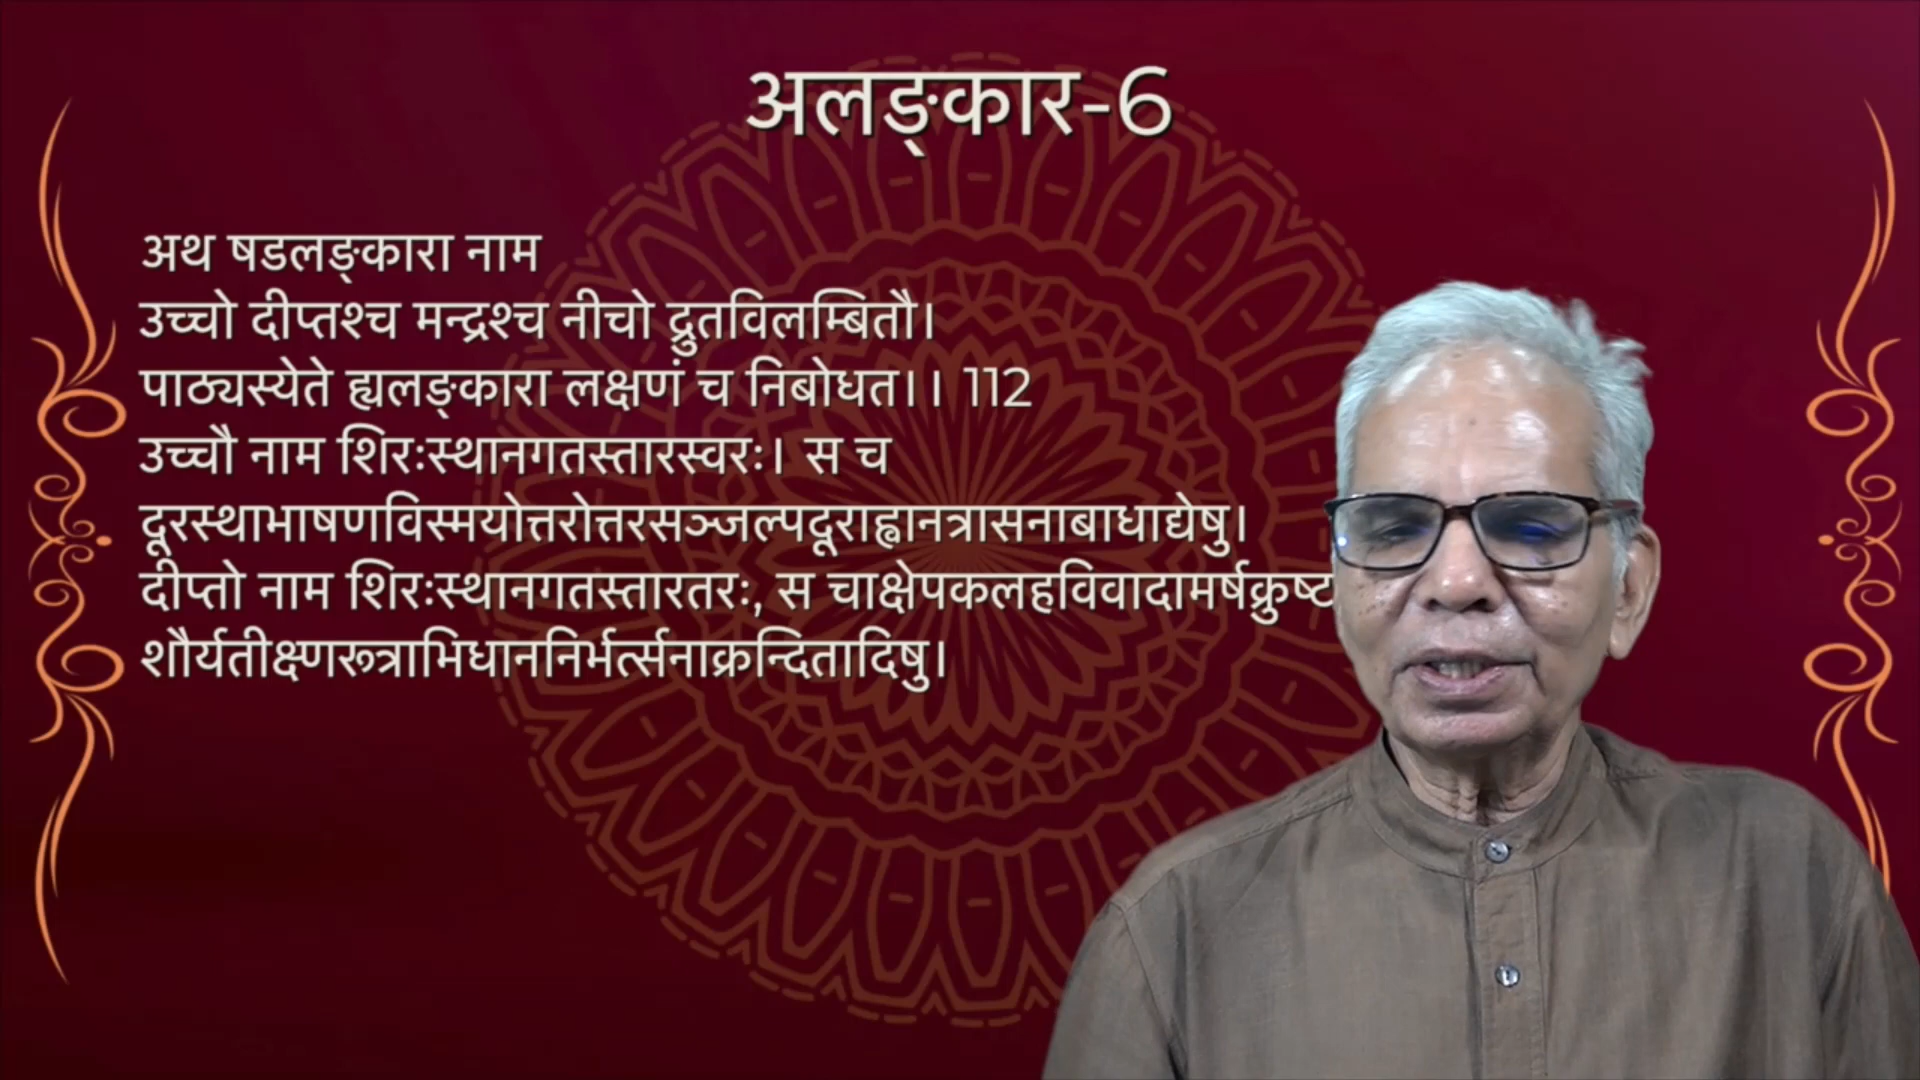 अलङ्कार-6
अथ षडलङ्कारा नाम
उच्चो दीप्तश्च मन्द्रश्च नीचो द्रुतविलम्बितौ।
पाठ्यस्येते ह्यलङ्कारा लक्षणं च निबोधत।। 112
उच्चौ नाम शिरःस्थानगतस्तारस्वरः। स च
दूरस्थाभाषणविस्मयोत्तरोत्तरसञ्जल्पदूराह्वानत्रासनाबाधाद्येषु।
दीप्तो नाम शिरःस्थानगतस्तारतरः, स चाक्षेपकलहविवादामर्षक्रुष्ट
शौर्यतीक्ष्णरूत्राभिधाननिर्भर्त्सनाक्रन्दितादिषु।